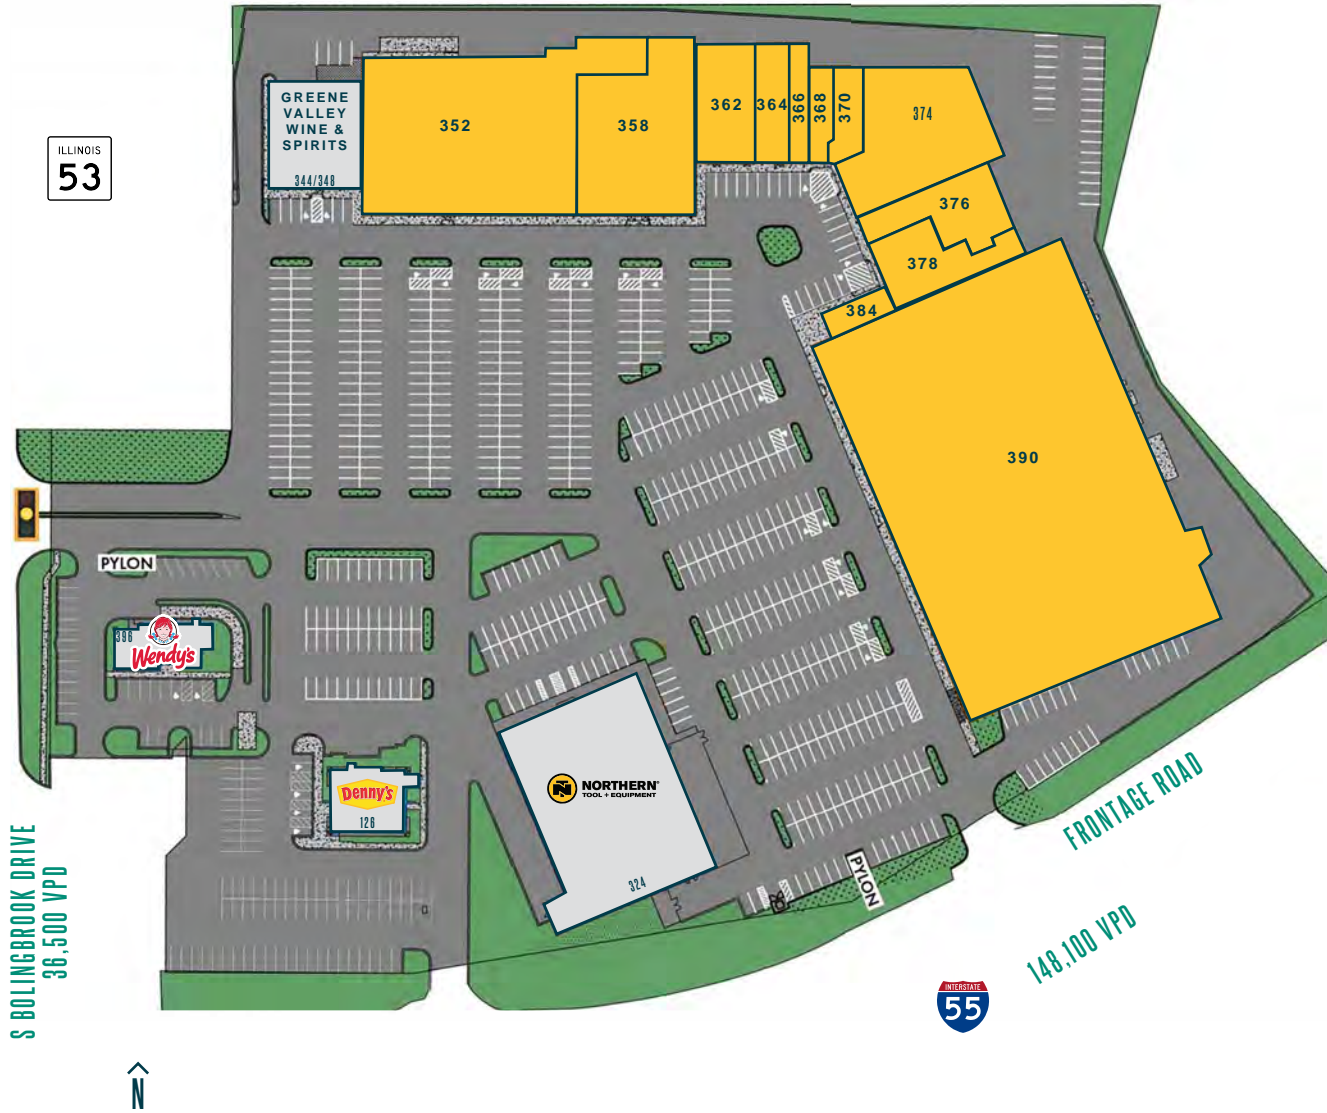 GREENE
VALLEY
WINE &
SPIRITS
344/348
352
358
362
364
366
368
370
374
376
378
384
390
ILLINOIS
53
PYLON
396
Wendy's
Denny's
126
NORTHERN
TOOL + EQUIPMENT
324
PYLON
FRONTAGE ROAD
148,100 VPD
INTERSTATE
55
S BOLINGBROOK DRIVE
36,500 VPD
N